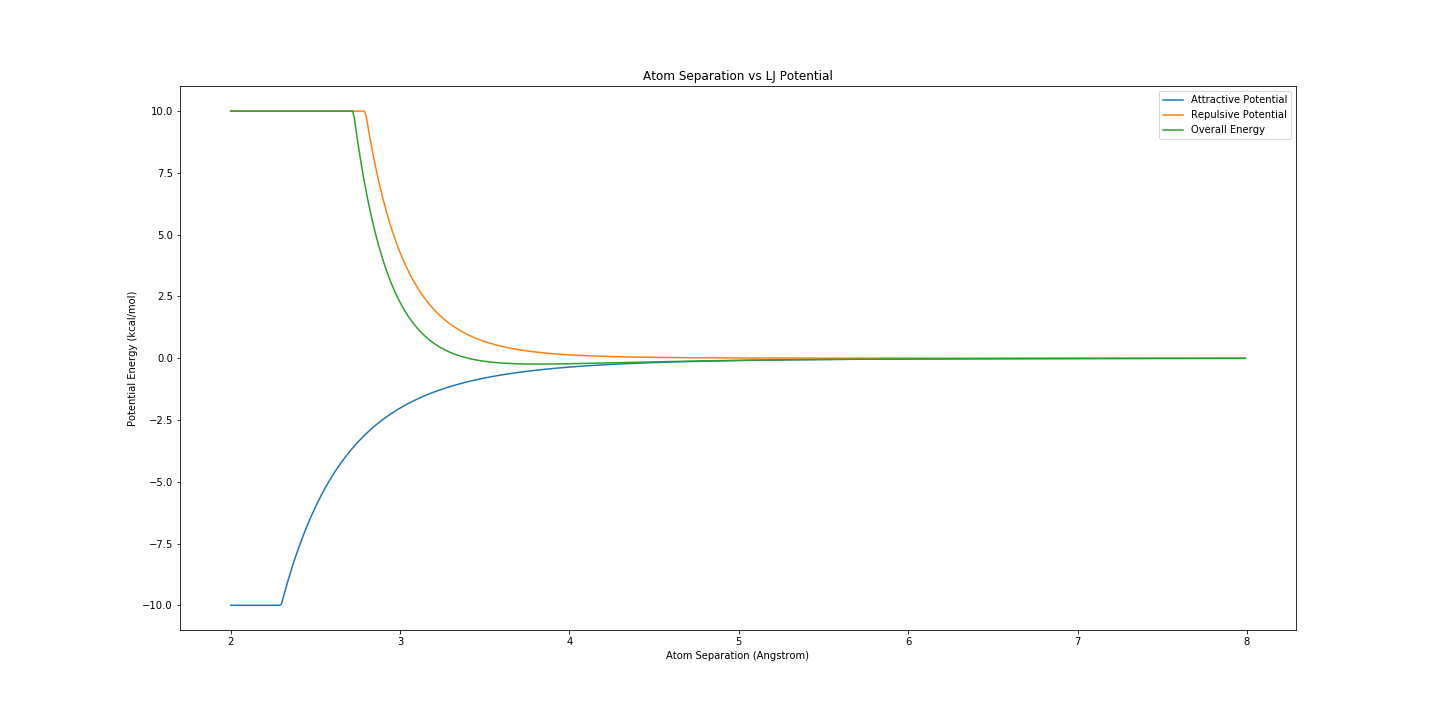 Atom Separation vs LJ Potential
Attractive Potential
Repulsive Potential
Overall Energy
Potential Energy (kcal/mol)
10.0
7.5
5.0
2.5
0.0
−2.5
−5.0
−7.5
−10.0
2 3 4 5 6 7 8
Atom Separation (Angstrom)